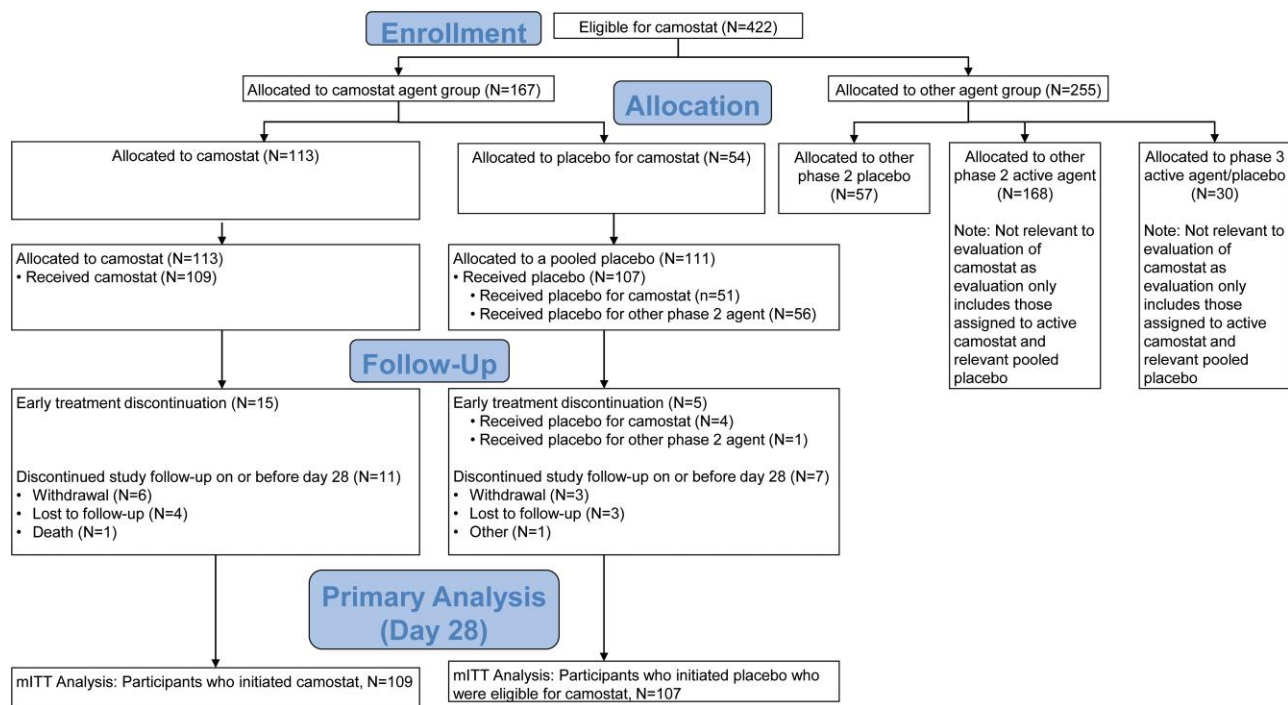 Enrollment
Eligible for camostat (N=422)
Allocated to camostat agent group (N=167)
Allocation
Allocated to other agent group (N=255)
Allocated to camostat (N=113)
Allocated to placebo for camostat (N=54)
Allocated to other
phase 2 placebo
(N=57)
Allocated to other
phase 2 active agent
(N=168)
Note: Not relevant to
evaluation of
camostat as
evaluation only
includes those
assigned to active
camostat and
relevant pooled
placebo
Allocated to phase 3
active agent/placebo
(N=30)
Note: Not relevant to
evaluation of
camostat as
evaluation only
includes those
assigned to active
camostat and
relevant pooled
placebo
Allocated to camostat (N=113)
• Received camostat (N=109)
Allocated to a pooled placebo (N=111)
• Received placebo (N=107)
• Received placebo for camostat (n=51)
• Received placebo for other phase 2 agent (N=56)
Follow-Up
Early treatment discontinuation (N=15)
Discontinued study follow-up on or before day 28 (N=11)
• Withdrawal (N=6)
• Lost to follow-up (N=4)
• Death (N=1)
Early treatment discontinuation (N=5)
• Received placebo for camostat (N=4)
• Received placebo for other phase 2 agent (N=1)
Discontinued study follow-up on or before day 28 (N=7)
• Withdrawal (N=3)
• Lost to follow-up (N=3)
• Other (N=1)
Primary Analysis
(Day 28)
mITT Analysis: Participants who initiated camostat, N=109
mITT Analysis: Participants who initiated placebo who
were eligible for camostat, N=107